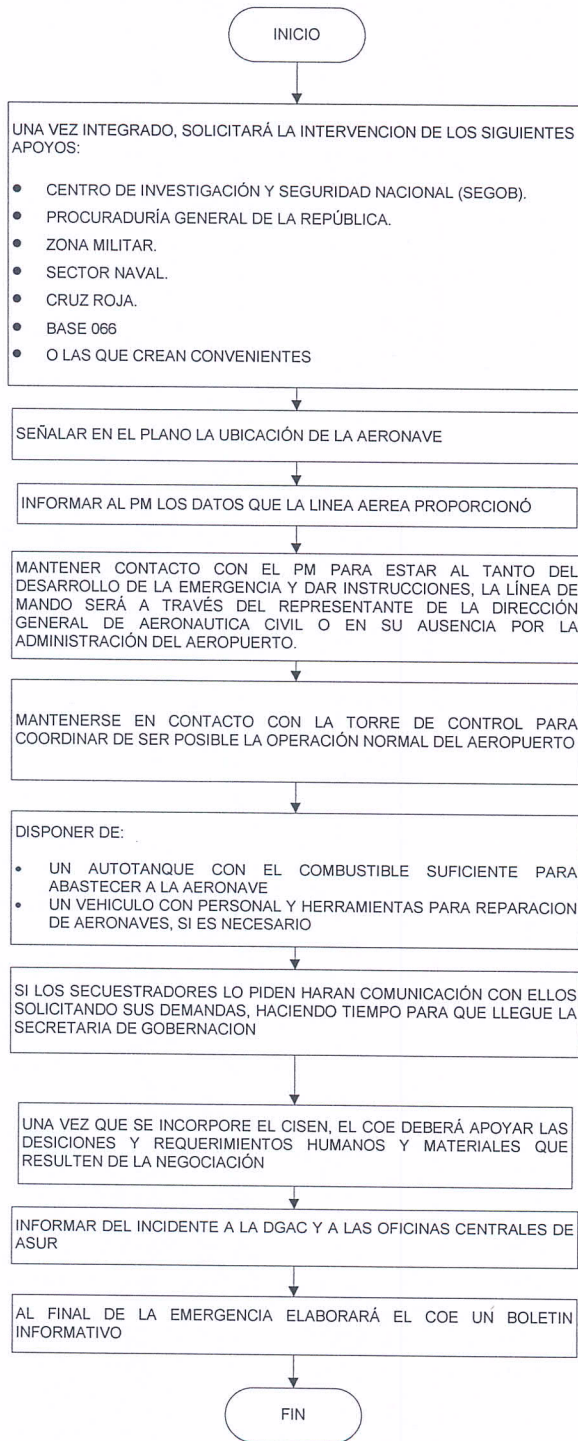 INICIO
UNA VEZ INTEGRADO, SOLICITARÁ LA INTERVENCION DE LOS SIGUIENTES
APOYOS:
• CENTRO DE INVESTIGACIÓN Y SEGURIDAD NACIONAL (SEGOB).
• PROCURADURÍA GENERAL DE LA REPÚBLICA.
• ZONA MILITAR.
• SECTOR NAVAL.
• CRUZ ROJA.
• BASE 066
• O LAS QUE CREAN CONVENIENTES
SEÑALAR EN EL PLANO LA UBICACIÓN DE LA AERONAVE
INFORMAR AL PM LOS DATOS QUE LA LINEA AEREA PROPORCIONÓ
MANTENER CONTACTO CON EL PM PARA ESTAR AL TANTO DEL
DESARROLLO DE LA EMERGENCIA Y DAR INSTRUCCIONES, LA LÍNEA DE
MANDO SERÁ A TRAVÉS DEL REPRESENTANTE DE LA DIRECCIÓN
GENERAL DE AERONAUTICA CIVIL O EN SU AUSENCIA POR LA
ADMINISTRACIÓN DEL AEROPUERTO.
MANTENERSE EN CONTACTO CON LA TORRE DE CONTROL PARA
COORDINAR DE SER POSIBLE LA OPERACIÓN NORMAL DEL AEROPUERTO
DISPONER DE:
• UN AUTOTANQUE CON EL COMBUSTIBLE SUFICIENTE PARA
ABASTECER A LA AERONAVE
• UN VEHICULO CON PERSONAL Y HERRAMIENTAS PARA REPARACION
DE AERONAVES, SI ES NECESARIO
SI LOS SECUESTRADORES LO PIDEN HARAN COMUNICACIÓN CON ELLOS
SOLICITANDO SUS DEMANDAS, HACIENDO TIEMPO PARA QUE LLEGUE LA
SECRETARIA DE GOBERNACION
UNA VEZ QUE SE INCORPORE EL CISEN, EL COE DEBERÁ APOYAR LAS
DESICIONES Y REQUERIMIENTOS HUMANOS Y MATERIALES QUE
RESULTEN DE LA NEGOCIACIÓN
INFORMAR DEL INCIDENTE A LA DGAC Y A LAS OFICINAS CENTRALES DE
ASUR
AL FINAL DE LA EMERGENCIA ELABORARÁ EL COE UN BOLETIN
INFORMATIVO
FIN